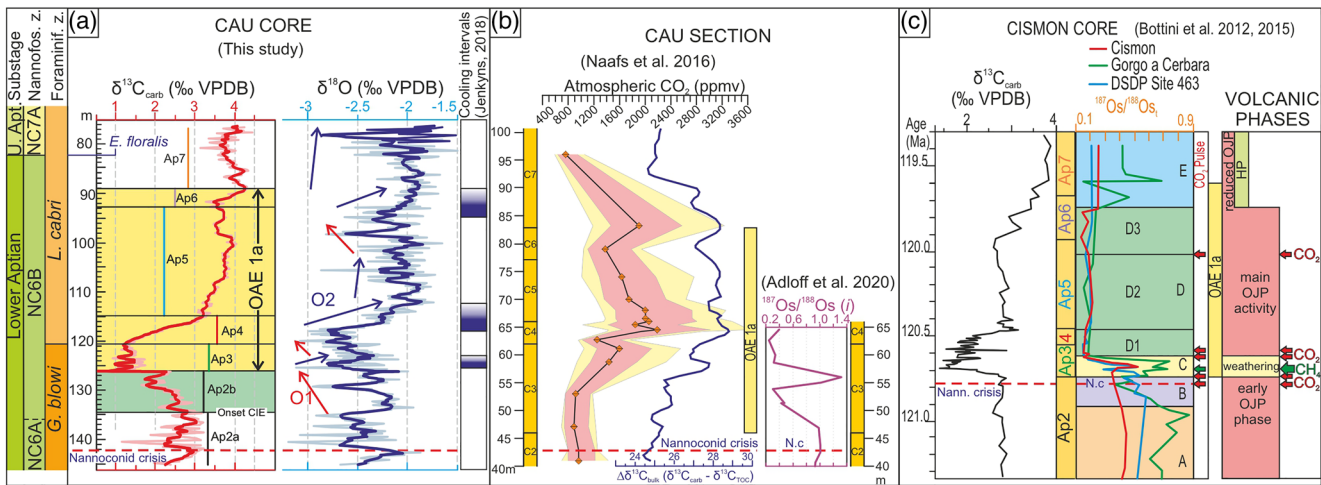 (a)
CAU CORE
(This study)
δ¹³Ccarb (‰ VPDB)
1 2 3 4
δ¹⁸O (‰ VPDB)
-3 -2.5 -2 -1.5
Cooling intervals
(Jenkyns, 2018)
Substage
Nannofos. z.
Foraminif. z.
U. Apt.
Lower Aptian
NC7A
NC6B
NC6A
L. cabri
G. blowi
m
80
90
100
110
120
130
140
E. floralis
Ap7
Ap6
Ap5
Ap4
Ap3
Ap2b
Onset CIE
Ap2a
OAE 1a
O2
O1
Nannoconid crisis
(b)
CAU SECTION
(Naafs et al. 2016)
Atmospheric CO₂ (ppmv)
400 1200 2000 2800 3600
100
95
90
85
80
75
70
65
60
55
50
45
40m
C7
C6
C5
C4
C3
C2
OAE 1a
Nannoconid crisis
24 26 28 30
Δδ¹³Cbulk (δ¹³Ccarb - δ¹³CTOC)
(Adloff et al. 2020)
¹⁸⁷Os/¹⁸⁸Os (i)
0.2 0.6 1.0 1.4
N.c
65
60
55
50
45
40
m
C4
C3
C2
(c)
CISMON CORE (Bottini et al. 2012, 2015)
Cismon
Gorgo a Cerbara
DSDP Site 463
δ¹³Ccarb
(‰ VPDB)
2 3 4
¹⁸⁷Os/¹⁸⁸Osi
0.1 0.9
Age
(Ma)
119.5
120.0
120.5
121.0
Ap7
Ap6
Ap5
4
Ap3
Ap2
E
D3
D2
D
D1
C
B
A
N.c
Nann. crisis
CO₂ Pulse
OAE 1a
VOLCANIC
PHASES
reduced OJP
HP
main
OJP
activity
weathering
early
OJP
phase
CO₂
CO₂
CH₄
CO₂